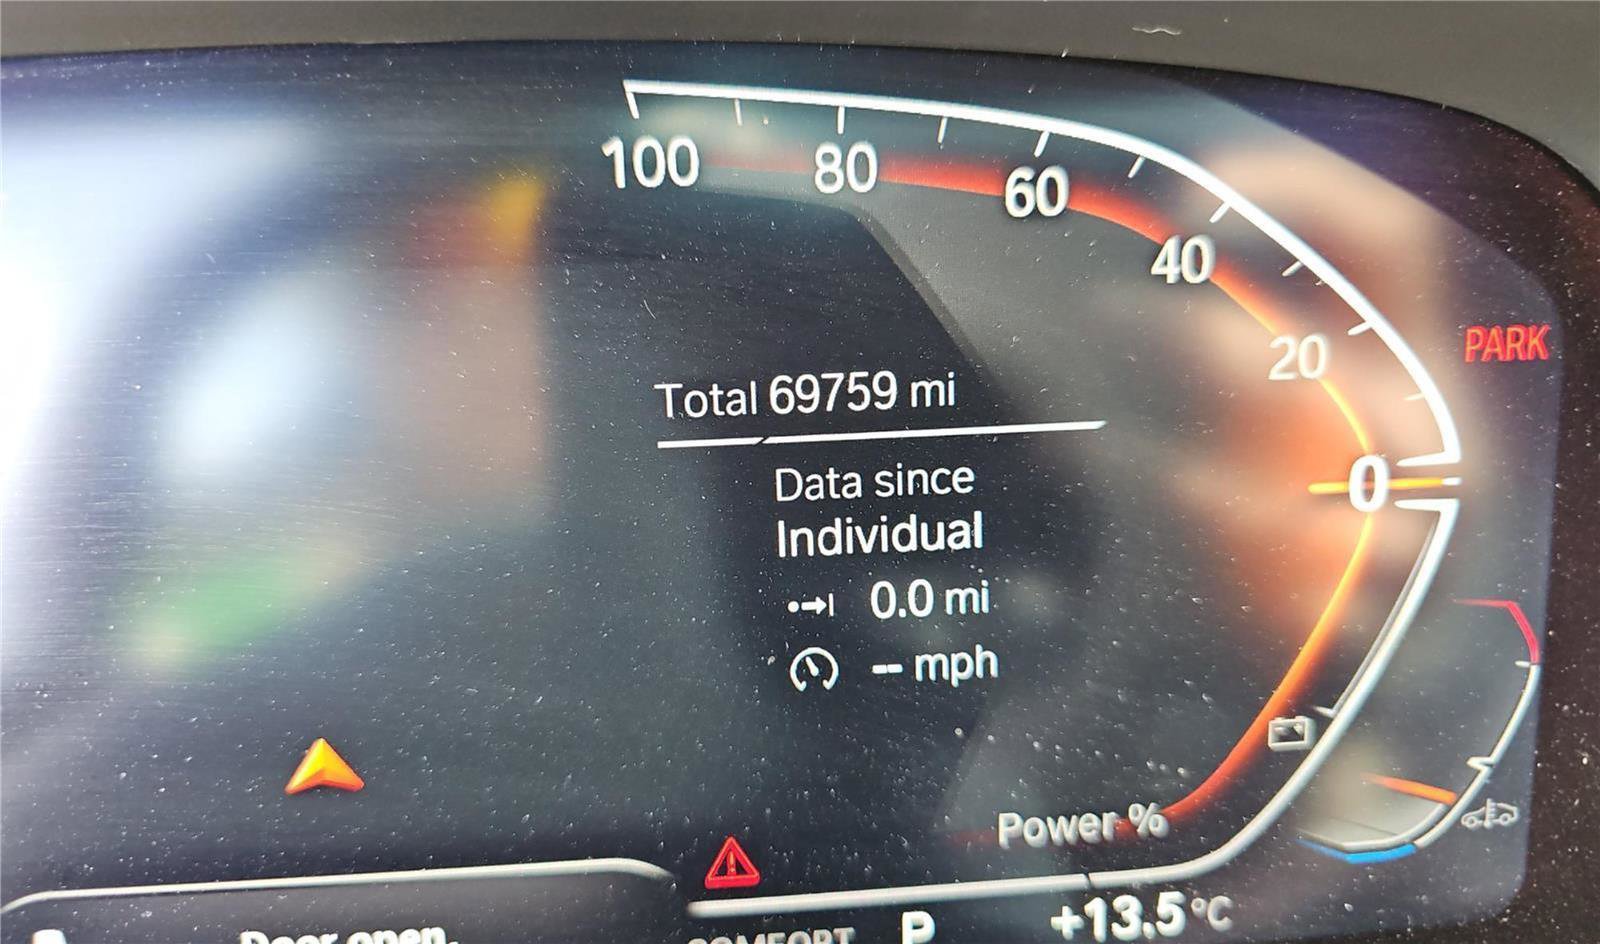 100
80
60
40
20
PARK
Total 69759 mi
Data since
0
Individual
0.0 mi
-- mph
Power %
Door open.
COMFORT
P
+13.5°C